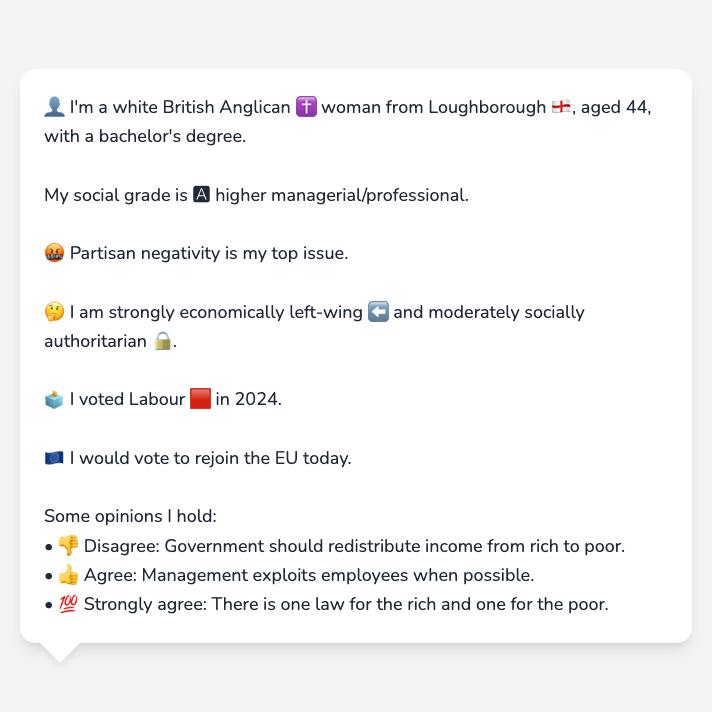 👤 I'm a white British Anglican ✝️ woman from Loughborough 🏴󠁧󠁢󠁥󠁮󠁧󠁿, aged 44,
with a bachelor's degree.
My social grade is 🅰 higher managerial/professional.
🤬 Partisan negativity is my top issue.
🤔 I am strongly economically left-wing ⬅️ and moderately socially
authoritarian 🔒.
🗳️ I voted Labour 🟥 in 2024.
🇪🇺 I would vote to rejoin the EU today.
Some opinions I hold:
• 👎 Disagree: Government should redistribute income from rich to poor.
• 👍 Agree: Management exploits employees when possible.
• 💯 Strongly agree: There is one law for the rich and one for the poor.